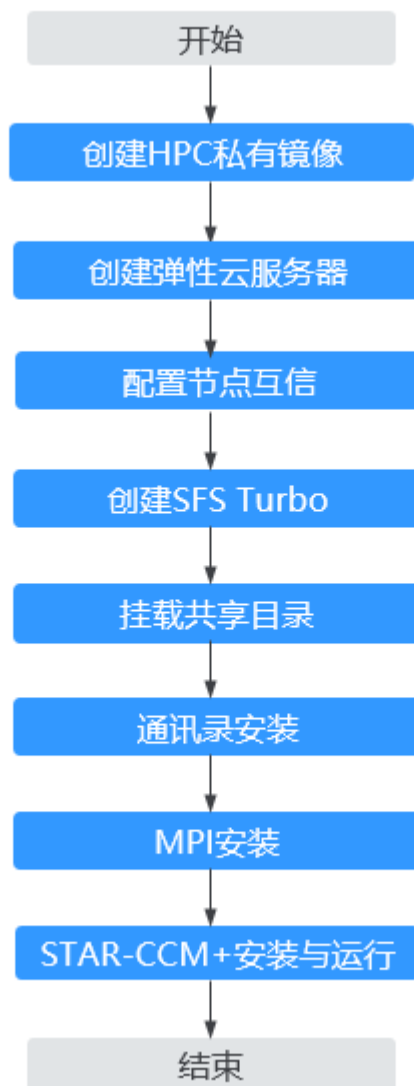 开始
创建HPC私有镜像
创建弹性云服务器
配置节点互信
创建SFS Turbo
挂载共享目录
通讯录安装
MPI安装
STAR-CCM+安装与运行
结束